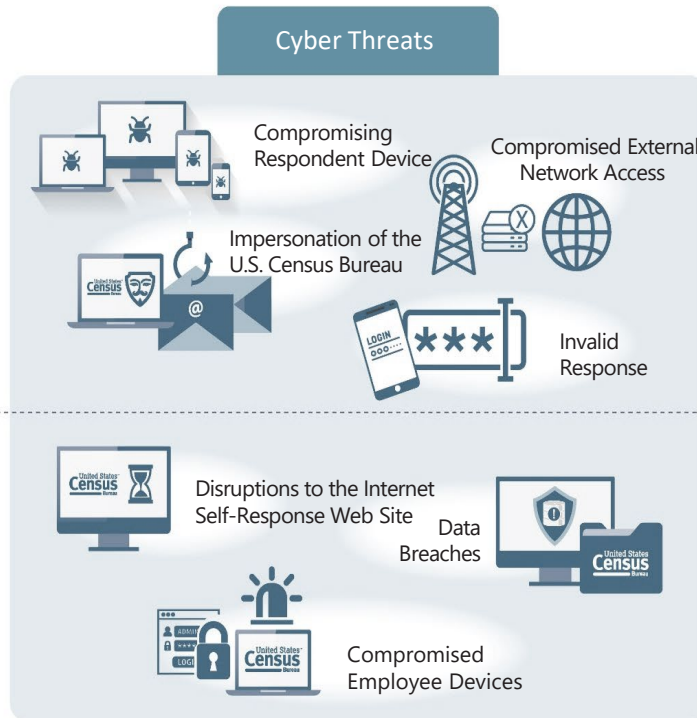 Cyber Threats
Compromising
Respondent Device
Compromised External
Network Access
X
Impersonation of the
U.S. Census Bureau
United States
Census
Bureau
@
LOGIN
***
Invalid
Response
United States
Census
Bureau
Disruptions to the Internet
Self-Response Web Site
Data
Breaches
United States
Census
Bureau
ADMI
****
LOGI
United States
Census
Bureau
Compromised
Employee Devices